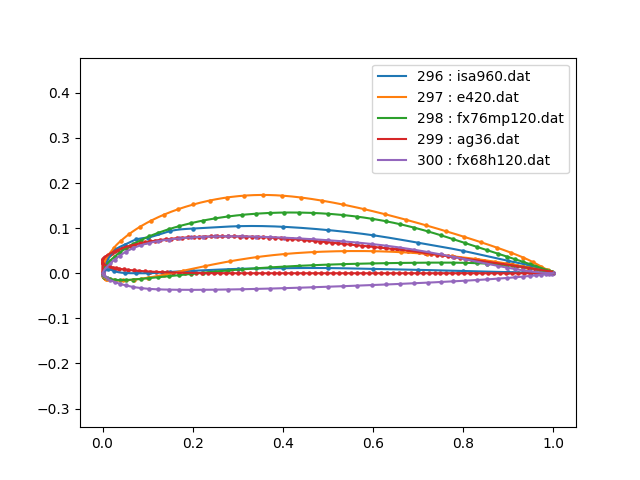 296 : isa960.dat
297 : e420.dat
298 : fx76mp120.dat
299 : ag36.dat
300 : fx68h120.dat
0.4
0.3
0.2
0.1
0.0
−0.1
−0.2
−0.3
0.0 0.2 0.4 0.6 0.8 1.0